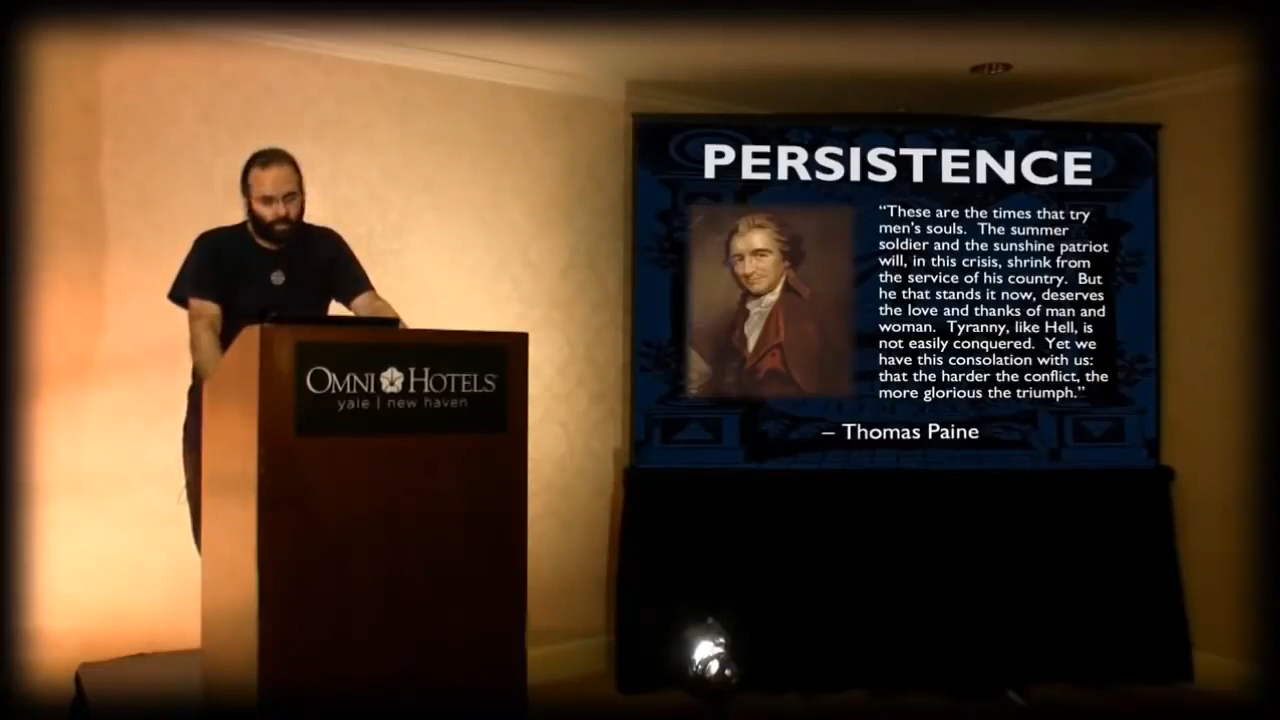 PERSISTENCE
“These are the times that try
men’s souls.  The summer
soldier and the sunshine patriot
will, in this crisis, shrink from
the service of his country.  But
he that stands it now, deserves
the love and thanks of man and
woman.  Tyranny, like Hell, is
not easily conquered.  Yet we
have this consolation with us:
that the harder the conflict, the
more glorious the triumph.”
– Thomas Paine
OMNI HOTELS
yale | new haven